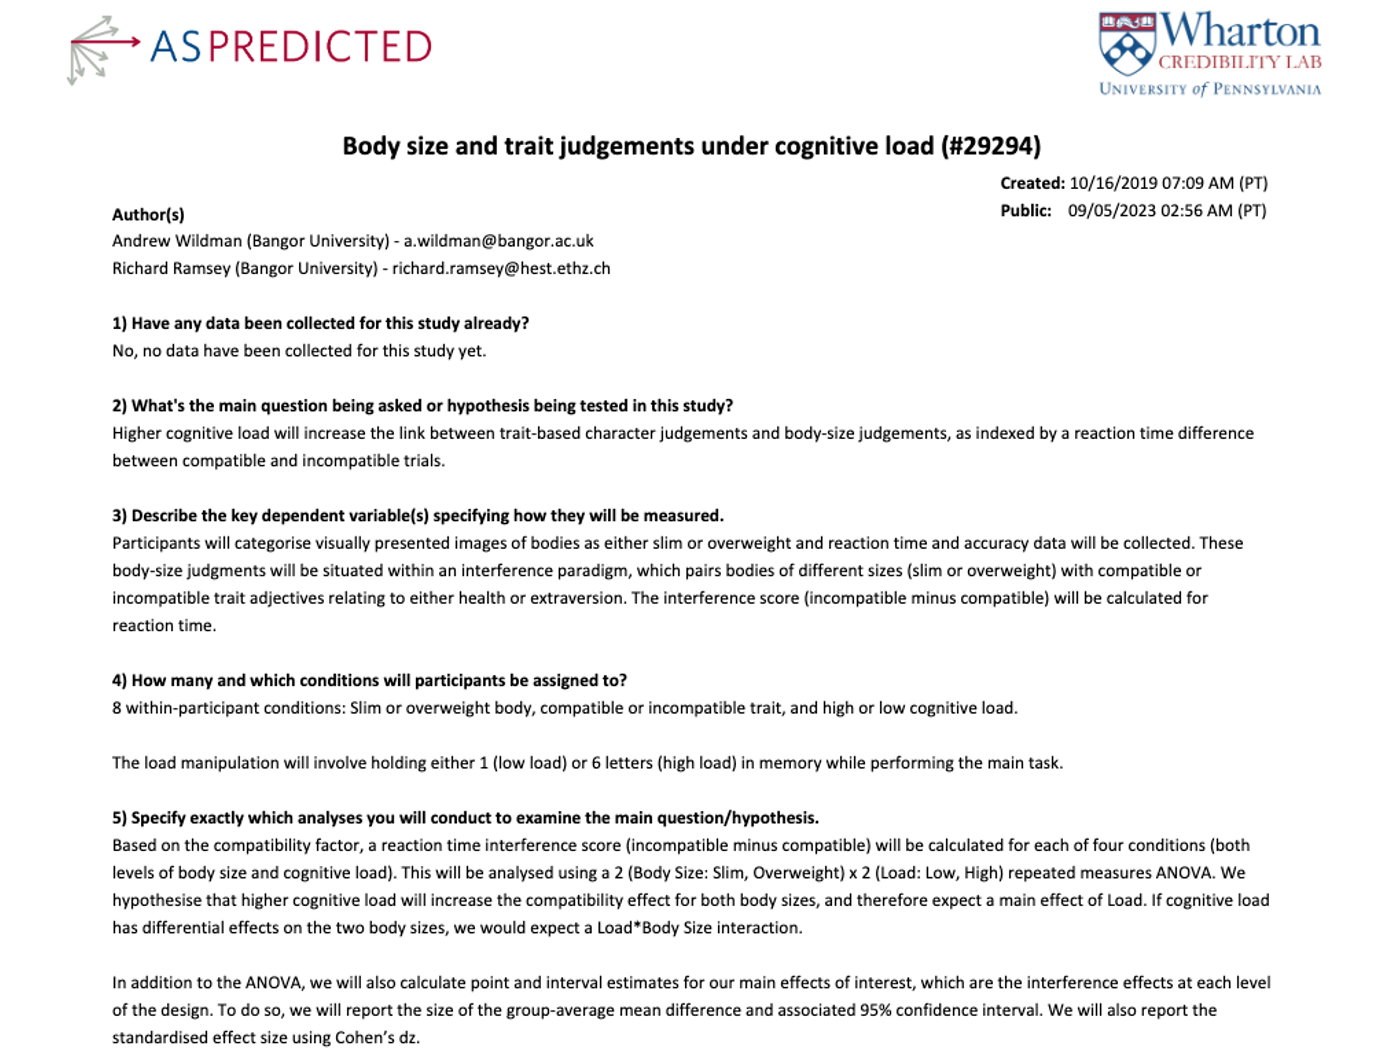 ASPREDICTED
Wharton
CREDIBILITY LAB
UNIVERSITY of PENNSYLVANIA
Body size and trait judgements under cognitive load (#29294)
Created: 10/16/2019 07:09 AM (PT)
Public: 09/05/2023 02:56 AM (PT)
Author(s)
Andrew Wildman (Bangor University) - a.wildman@bangor.ac.uk
Richard Ramsey (Bangor University) - richard.ramsey@hest.ethz.ch
1) Have any data been collected for this study already?
No, no data have been collected for this study yet.
2) What's the main question being asked or hypothesis being tested in this study?
Higher cognitive load will increase the link between trait-based character judgements and body-size judgements, as indexed by a reaction time difference
between compatible and incompatible trials.
3) Describe the key dependent variable(s) specifying how they will be measured.
Participants will categorise visually presented images of bodies as either slim or overweight and reaction time and accuracy data will be collected. These
body-size judgments will be situated within an interference paradigm, which pairs bodies of different sizes (slim or overweight) with compatible or
incompatible trait adjectives relating to either health or extraversion. The interference score (incompatible minus compatible) will be calculated for
reaction time.
4) How many and which conditions will participants be assigned to?
8 within-participant conditions: Slim or overweight body, compatible or incompatible trait, and high or low cognitive load.
The load manipulation will involve holding either 1 (low load) or 6 letters (high load) in memory while performing the main task.
5) Specify exactly which analyses you will conduct to examine the main question/hypothesis.
Based on the compatibility factor, a reaction time interference score (incompatible minus compatible) will be calculated for each of four conditions (both
levels of body size and cognitive load). This will be analysed using a 2 (Body Size: Slim, Overweight) x 2 (Load: Low, High) repeated measures ANOVA. We
hypothesise that higher cognitive load will increase the compatibility effect for both body sizes, and therefore expect a main effect of Load. If cognitive load
has differential effects on the two body sizes, we would expect a Load*Body Size interaction.
In addition to the ANOVA, we will also calculate point and interval estimates for our main effects of interest, which are the interference effects at each level
of the design. To do so, we will report the size of the group-average mean difference and associated 95% confidence interval. We will also report the
standardised effect size using Cohen’s dz.